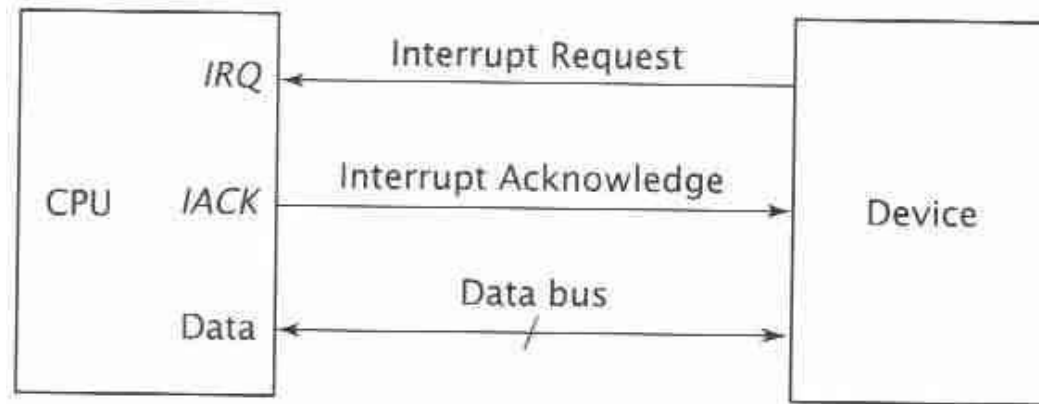 Interrupt Request
IRQ
Interrupt Acknowledge
CPU
IACK
Device
Data bus
Data